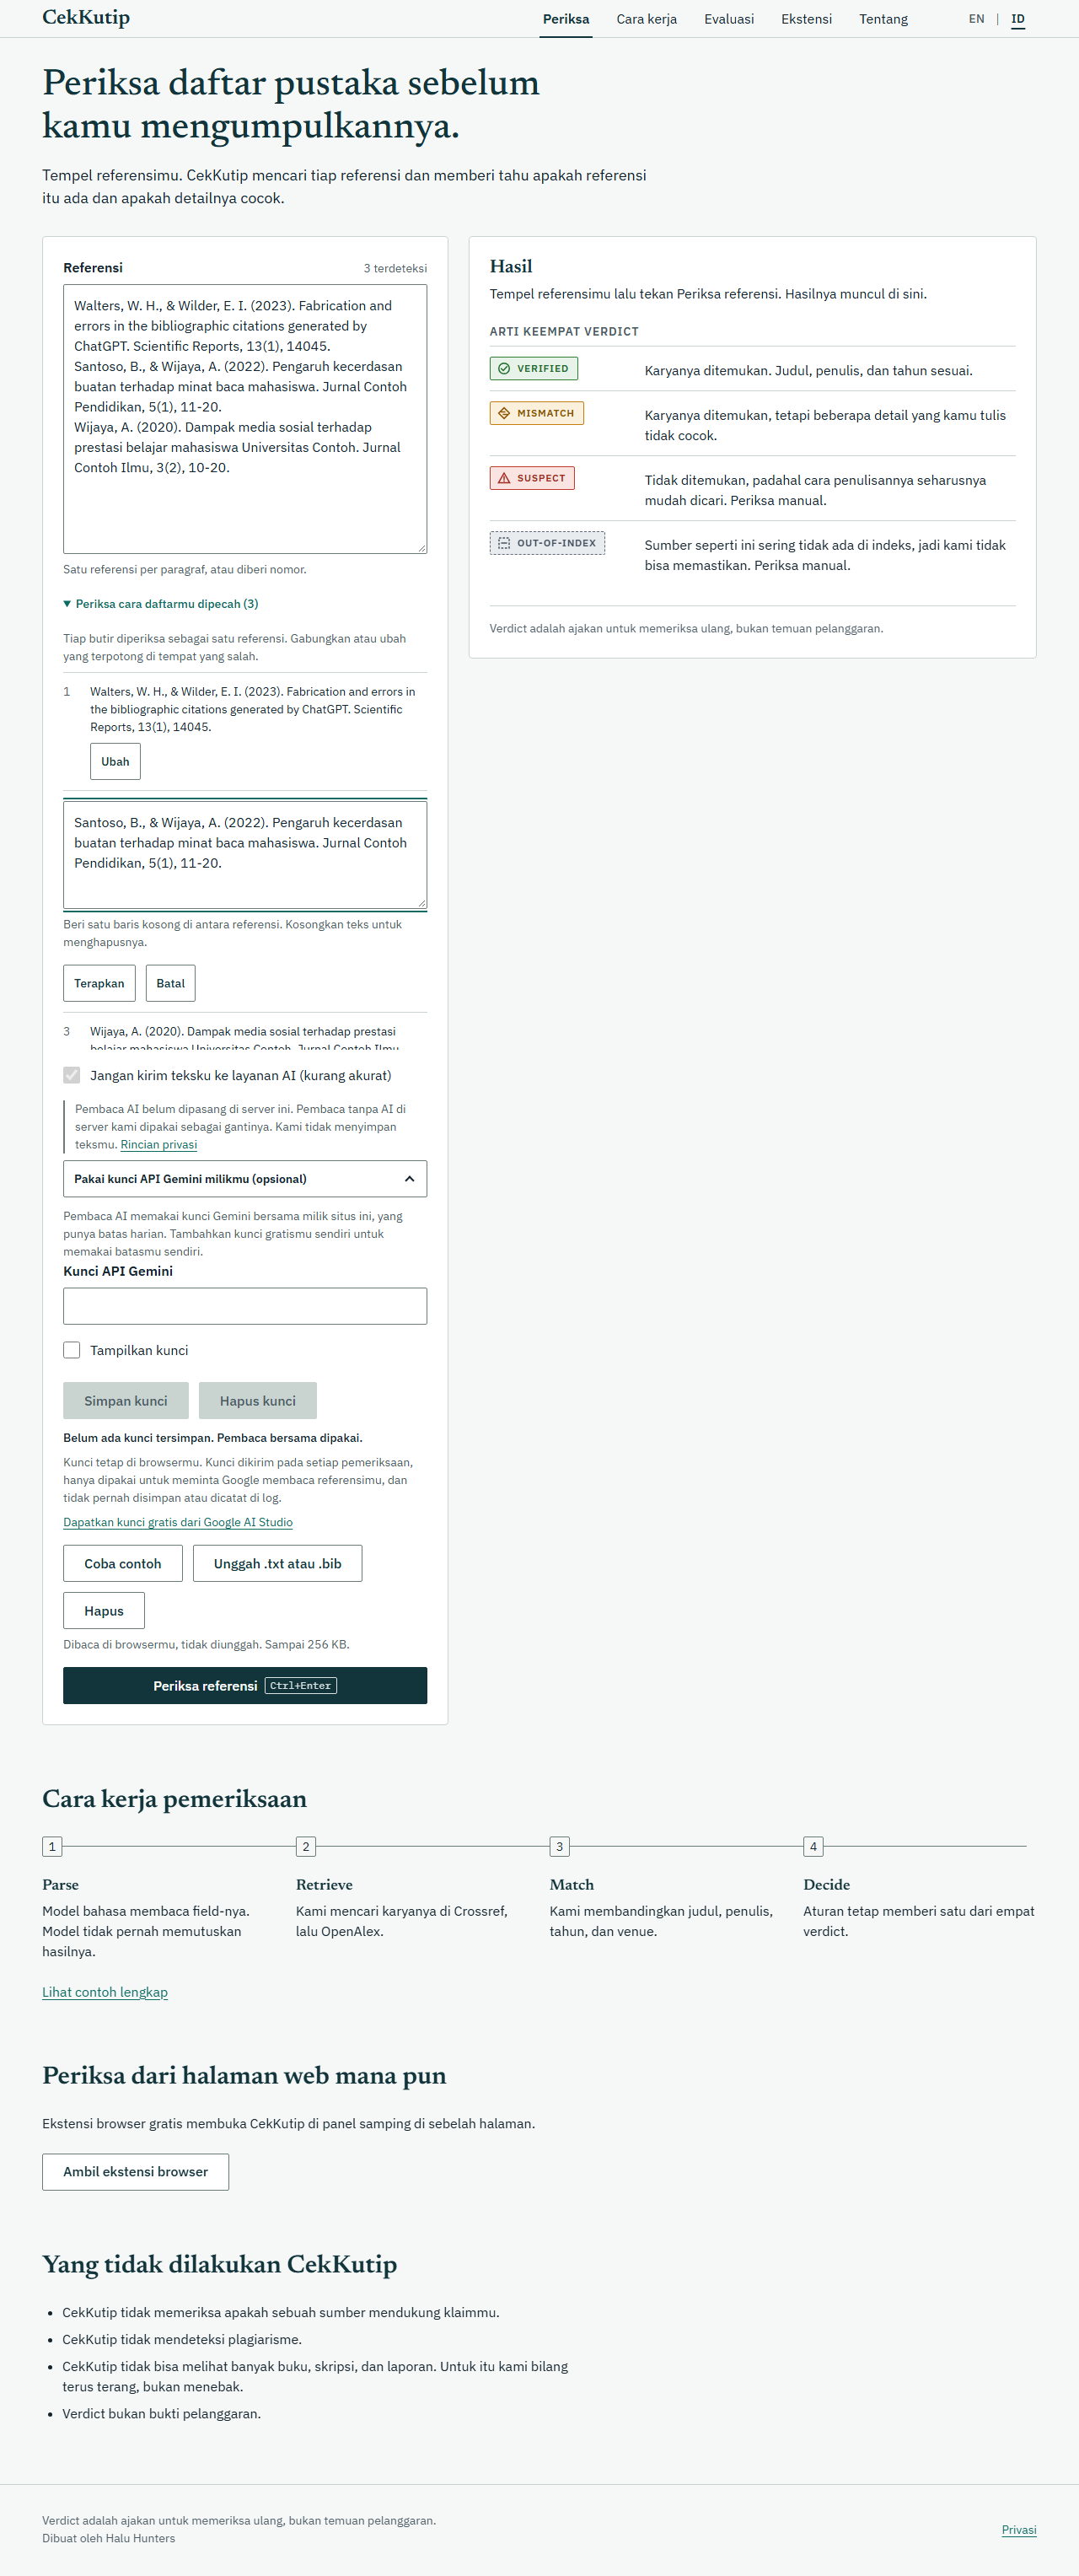 CekKutip
Periksa
Cara kerja
Evaluasi
Ekstensi
Tentang
EN | ID
Periksa daftar pustaka sebelum
kamu mengumpulkannya.
Tempel referensimu. CekKutip mencari tiap referensi dan memberi tahu apakah referensi
itu ada dan apakah detailnya cocok.
Referensi
3 terdeteksi
Walters, W. H., & Wilder, E. I. (2023). Fabrication and
errors in the bibliographic citations generated by
ChatGPT. Scientific Reports, 13(1), 14045.
Santoso, B., & Wijaya, A. (2022). Pengaruh kecerdasan
buatan terhadap minat baca mahasiswa. Jurnal Contoh
Pendidikan, 5(1), 11-20.
Wijaya, A. (2020). Dampak media sosial terhadap
prestasi belajar mahasiswa Universitas Contoh. Jurnal
Contoh Ilmu, 3(2), 10-20.
Satu referensi per paragraf, atau diberi nomor.
▼ Periksa cara daftarmu dipecah (3)
Tiap butir diperiksa sebagai satu referensi. Gabungkan atau ubah
yang terpotong di tempat yang salah.
1
Walters, W. H., & Wilder, E. I. (2023). Fabrication and errors in
the bibliographic citations generated by ChatGPT. Scientific
Reports, 13(1), 14045.
Ubah
Santoso, B., & Wijaya, A. (2022). Pengaruh kecerdasan
buatan terhadap minat baca mahasiswa. Jurnal Contoh
Pendidikan, 5(1), 11-20.
Beri satu baris kosong di antara referensi. Kosongkan teks untuk
menghapusnya.
Terapkan
Batal
3
Wijaya, A. (2020). Dampak media sosial terhadap prestasi
belajar mahasiswa Universitas Contoh. Jurnal Contoh Ilmu,
Jangan kirim teksku ke layanan AI (kurang akurat)
Pembaca AI belum dipasang di server ini. Pembaca tanpa AI di
server kami dipakai sebagai gantinya. Kami tidak menyimpan
teksmu. Rincian privasi
Pakai kunci API Gemini milikmu (opsional)
Pembaca AI memakai kunci Gemini bersama milik situs ini, yang
punya batas harian. Tambahkan kunci gratismu sendiri untuk
memakai batasmu sendiri.
Kunci API Gemini
Tampilkan kunci
Simpan kunci
Hapus kunci
Belum ada kunci tersimpan. Pembaca bersama dipakai.
Kunci tetap di browsermu. Kunci dikirim pada setiap pemeriksaan,
hanya dipakai untuk meminta Google membaca referensimu, dan
tidak pernah disimpan atau dicatat di log.
Dapatkan kunci gratis dari Google AI Studio
Coba contoh
Unggah .txt atau .bib
Hapus
Dibaca di browsermu, tidak diunggah. Sampai 256 KB.
Periksa referensi Ctrl+Enter
Hasil
Tempel referensimu lalu tekan Periksa referensi. Hasilnya muncul di sini.
ARTI KEEMPAT VERDICT
VERIFIED
Karyanya ditemukan. Judul, penulis, dan tahun sesuai.
MISMATCH
Karyanya ditemukan, tetapi beberapa detail yang kamu tulis
tidak cocok.
SUSPECT
Tidak ditemukan, padahal cara penulisannya seharusnya
mudah dicari. Periksa manual.
OUT-OF-INDEX
Sumber seperti ini sering tidak ada di indeks, jadi kami tidak
bisa memastikan. Periksa manual.
Verdict adalah ajakan untuk memeriksa ulang, bukan temuan pelanggaran.
Cara kerja pemeriksaan
1
Parse
Model bahasa membaca field-nya.
Model tidak pernah memutuskan
hasilnya.
2
Retrieve
Kami mencari karyanya di Crossref,
lalu OpenAlex.
3
Match
Kami membandingkan judul, penulis,
tahun, dan venue.
4
Decide
Aturan tetap memberi satu dari empat
verdict.
Lihat contoh lengkap
Periksa dari halaman web mana pun
Ekstensi browser gratis membuka CekKutip di panel samping di sebelah halaman.
Ambil ekstensi browser
Yang tidak dilakukan CekKutip
• CekKutip tidak memeriksa apakah sebuah sumber mendukung klaimmu.
• CekKutip tidak mendeteksi plagiarisme.
• CekKutip tidak bisa melihat banyak buku, skripsi, dan laporan. Untuk itu kami bilang
terus terang, bukan menebak.
• Verdict bukan bukti pelanggaran.
Verdict adalah ajakan untuk memeriksa ulang, bukan temuan pelanggaran.
Dibuat oleh Halu Hunters
Privasi